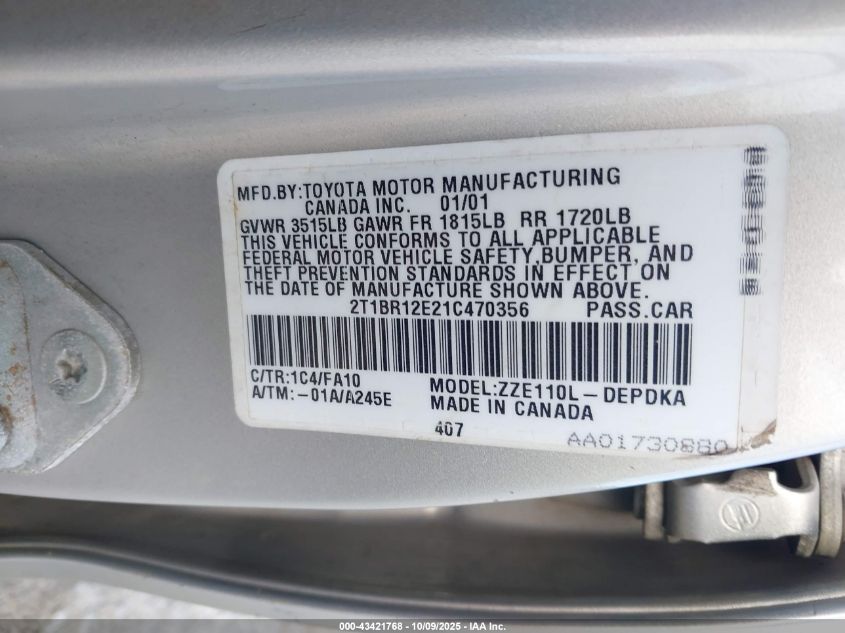 MFD.BY:TOYOTA MOTOR MANUFACTURING
CANADA INC. 01/01
GVWR 3515LB GAWR FR 1815LB RR 1720LB
THIS VEHICLE CONFORMS TO ALL APPLICABLE
FEDERAL MOTOR VEHICLE SAFETY,BUMPER, AND
THEFT PREVENTION STANDARDS IN EFFECT ON
THE DATE OF MANUFACTURE SHOWN ABOVE.
2T1BR12E21C470356 PASS.CAR
C/TR:1C4/FA10 MODEL:ZZE110L-DEPDKA
A/TM:-01A/A245E MADE IN CANADA
407
AA01730880
000-43421768 - 10/09/2025 - IAA Inc.